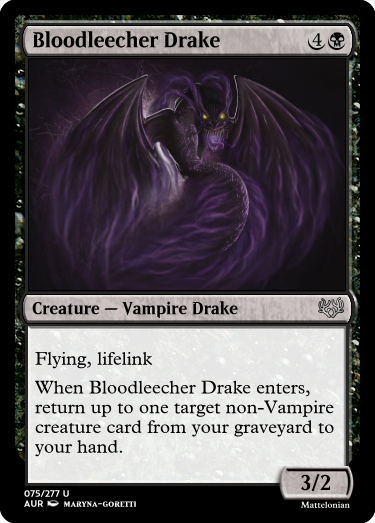 Bloodleecher Drake 4
Creature — Vampire Drake
Flying, lifelink
When Bloodleecher Drake enters,
return up to one target non-Vampire
creature card from your graveyard to
your hand.
3/2
075/277 U
AUR MARYNA-GORETTI
Mattelonian